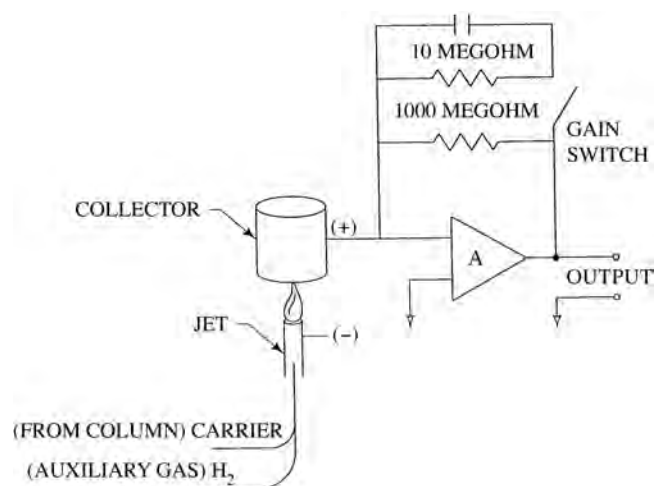 10 MEGOHM
1000 MEGOHM
GAIN
SWITCH
COLLECTOR
(+)
A
OUTPUT
JET
(−)
(FROM COLUMN) CARRIER
(AUXILIARY GAS) H₂